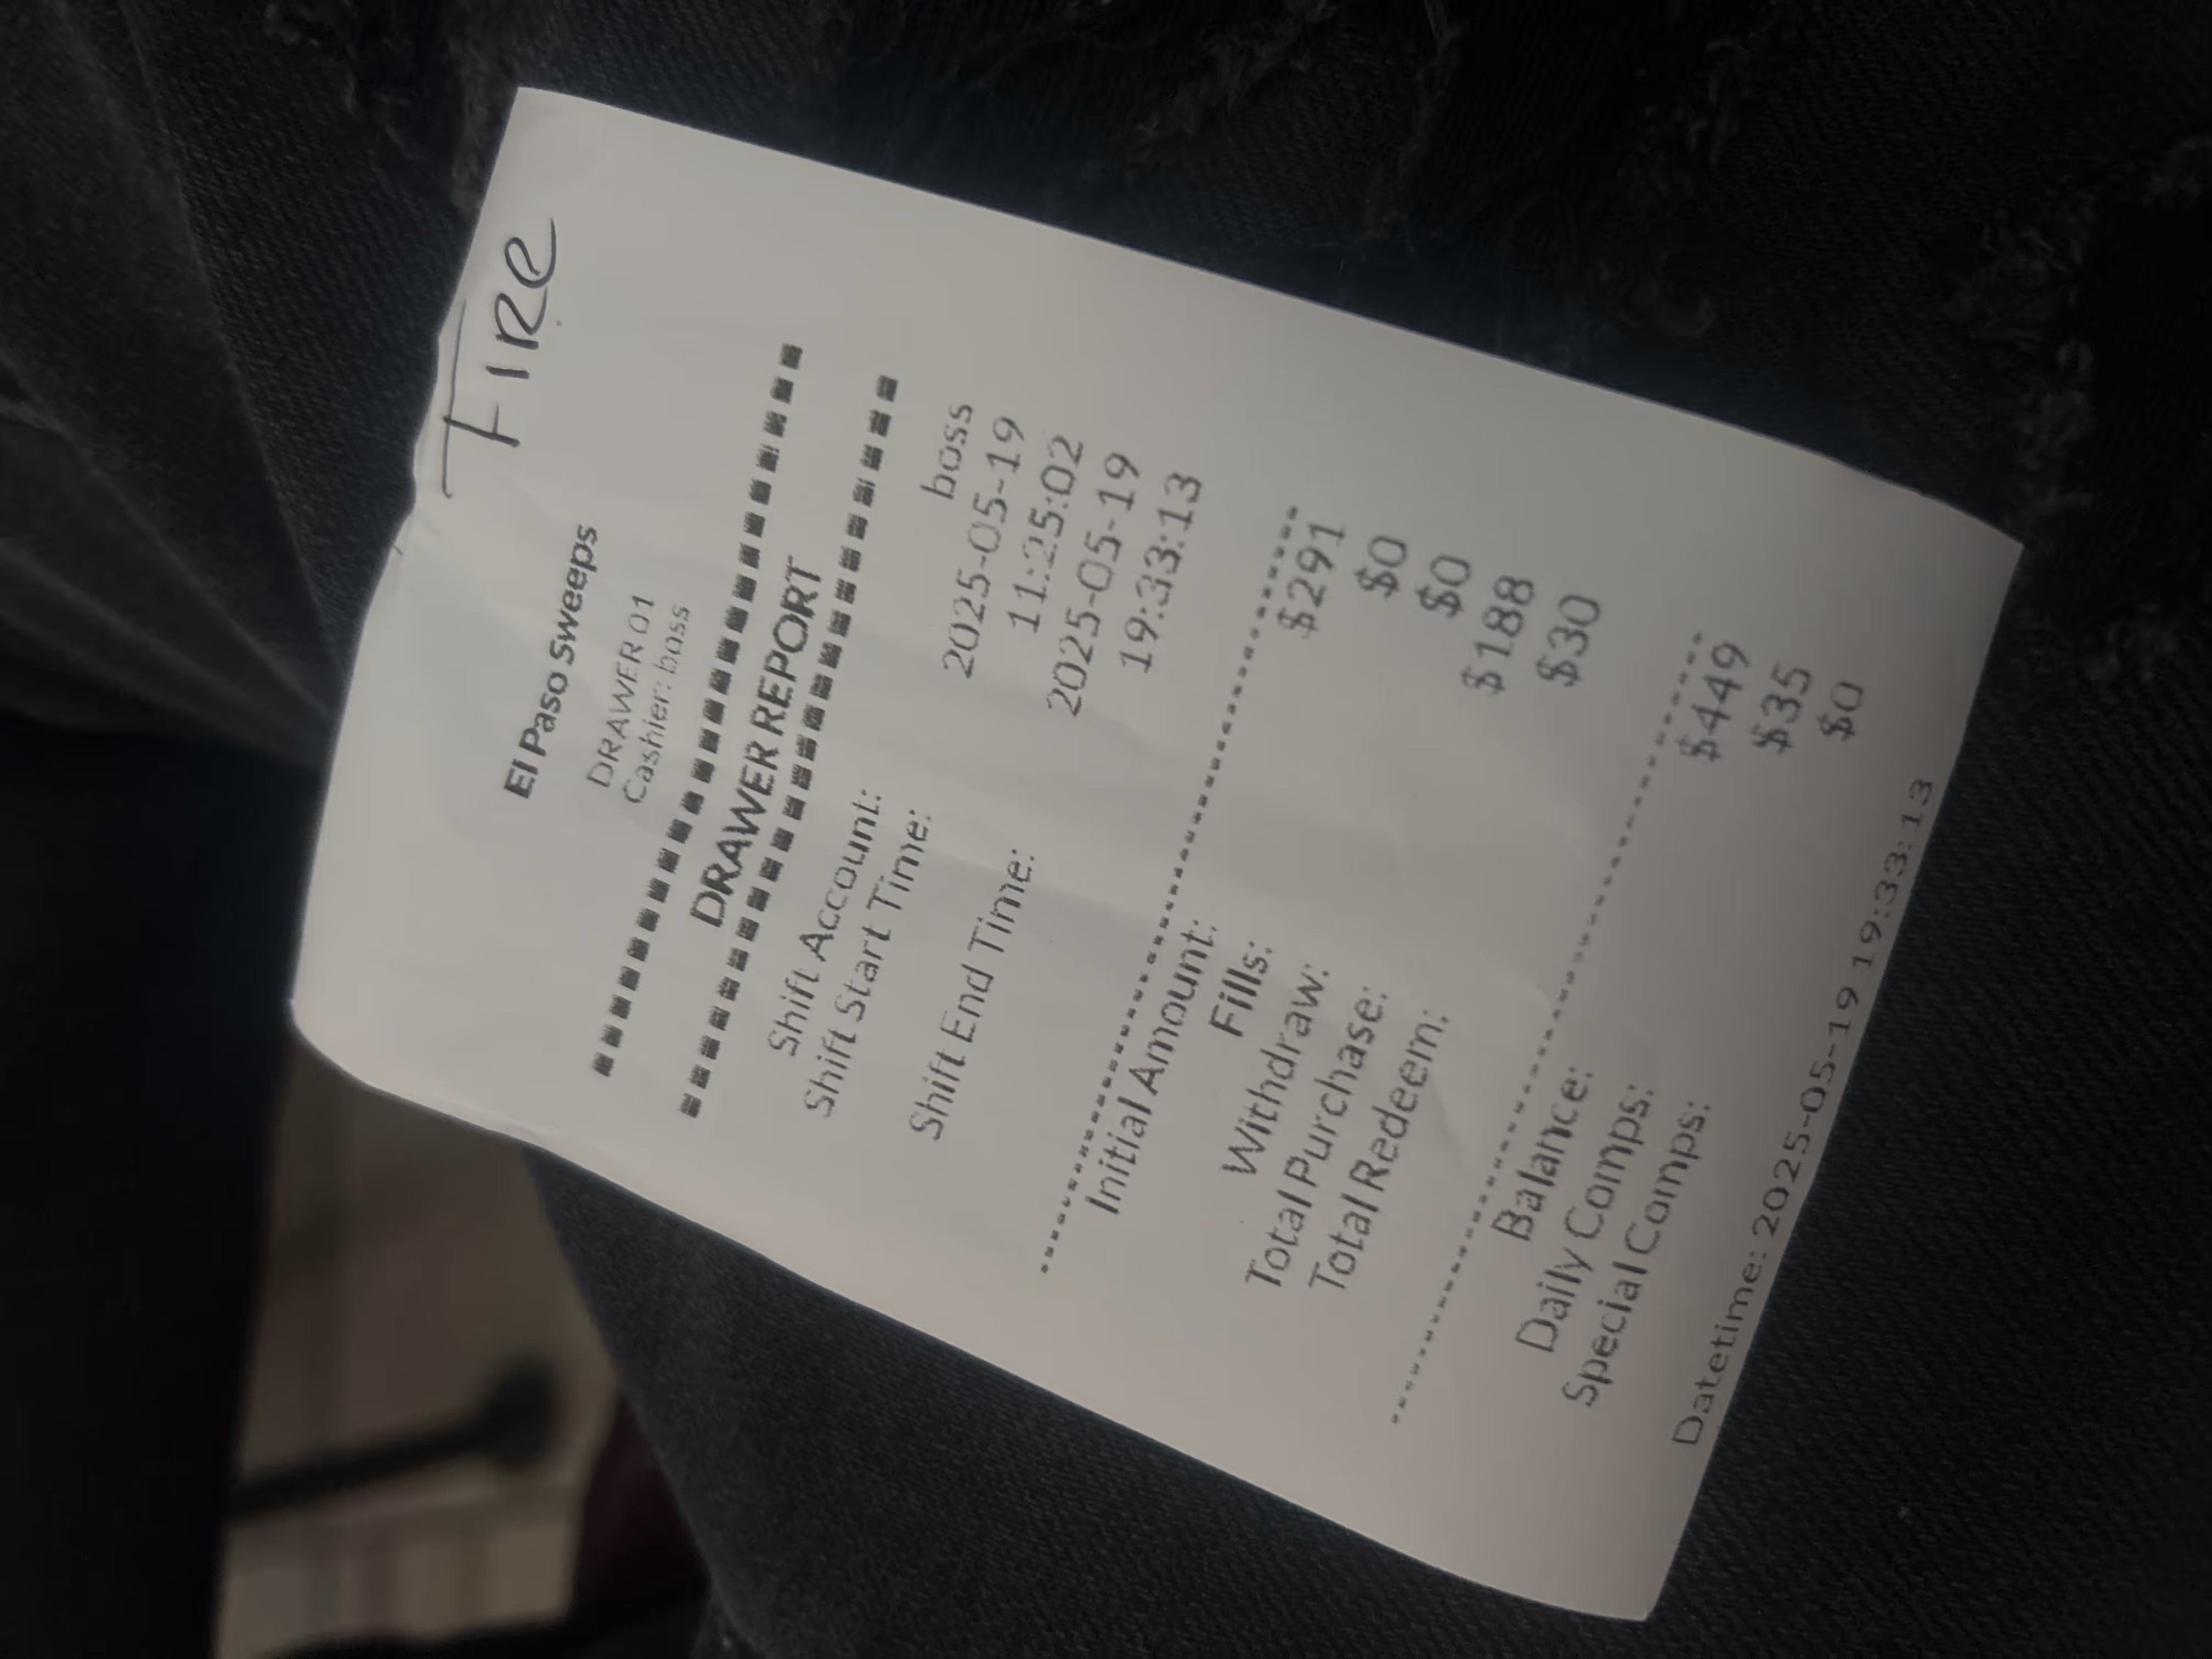 FIRE
El Paso Sweeps
DRAWER 01
Cashier: boss
DRAWER REPORT
Shift Account: boss
Shift Start Time: 2025-05-19
11:25:02
Shift End Time: 2025-05-19
19:33:13
Initial Amount: $291
Fills: $0
Withdraw: $0
Total Purchase: $188
Total Redeem: $30
Balance: $449
Daily Comps: $35
Special Comps: $0
Datetime: 2025-05-19 19:33:13